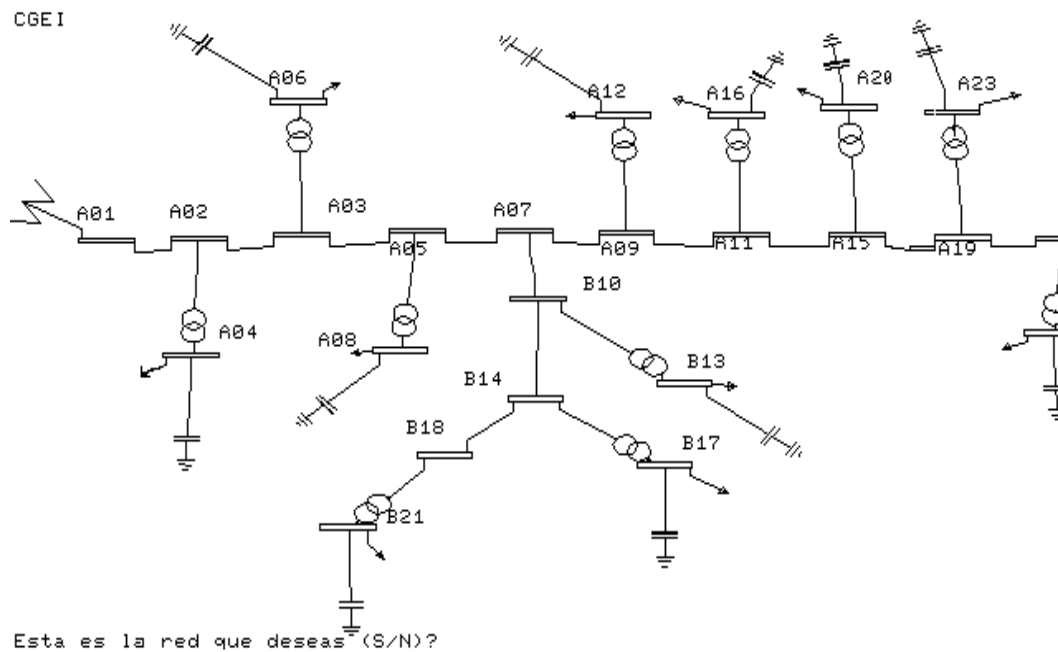 CGEI
A06
A12
A16
A20
A23
A01
A02
A03
A05
A07
A09
A11
A15
A19
B10
A04
A08
B13
B14
B18
B17
B21
Esta es la red que deseas (S/N)?